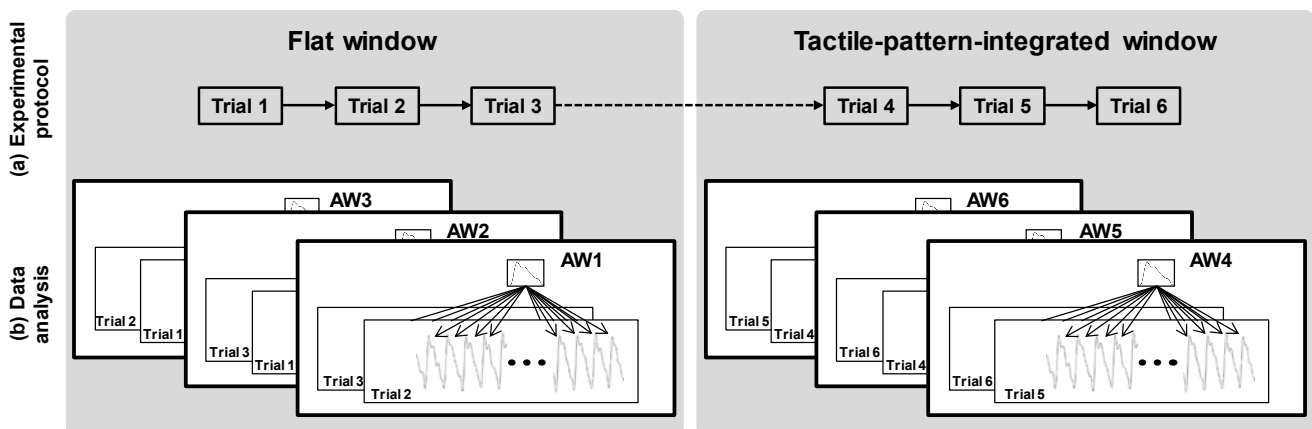 Flat window
Tactile-pattern-integrated window
(a) Experimental
protocol
Trial 1
Trial 2
Trial 3
Trial 4
Trial 5
Trial 6
(b) Data
analysis
AW3
Trial 2
Trial 1
AW2
Trial 3
Trial 1
AW1
Trial 3
Trial 2
AW6
Trial 5
Trial 4
AW5
Trial 6
Trial 4
AW4
Trial 6
Trial 5